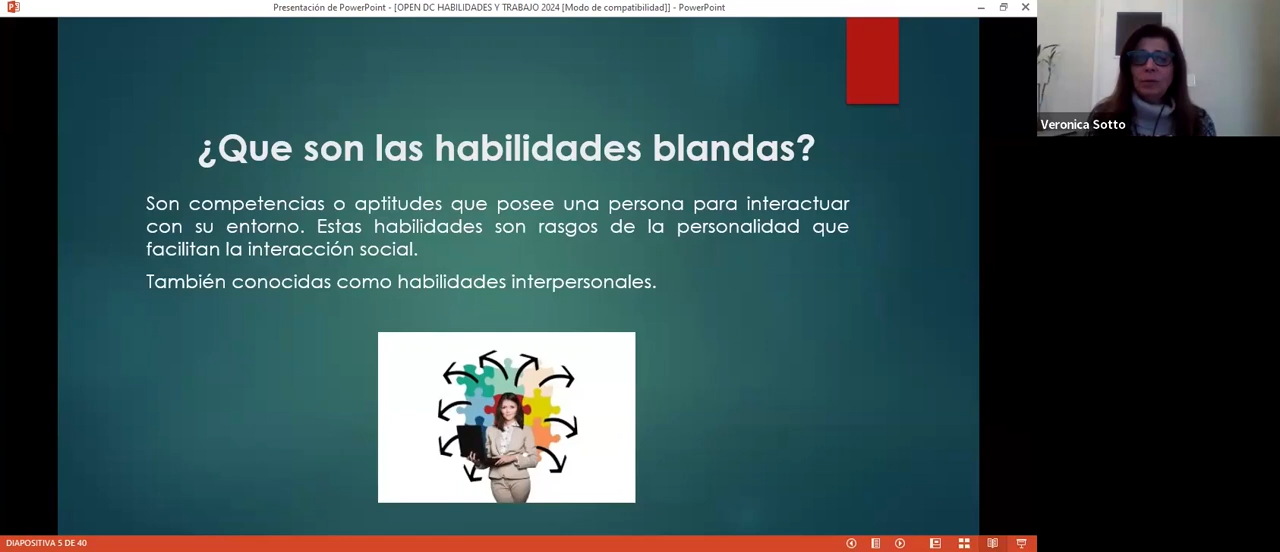 Presentación de PowerPoint - [OPEN DC HABILIDADES Y TRABAJO 2024 [Modo de compatibilidad]] - PowerPoint
¿Que son las habilidades blandas?
Son competencias o aptitudes que posee una persona para interactuar
con su entorno. Estas habilidades son rasgos de la personalidad que
facilitan la interacción social.
También conocidas como habilidades interpersonales.
Veronica Sotto
DIAPOSITIVA 5 DE 40